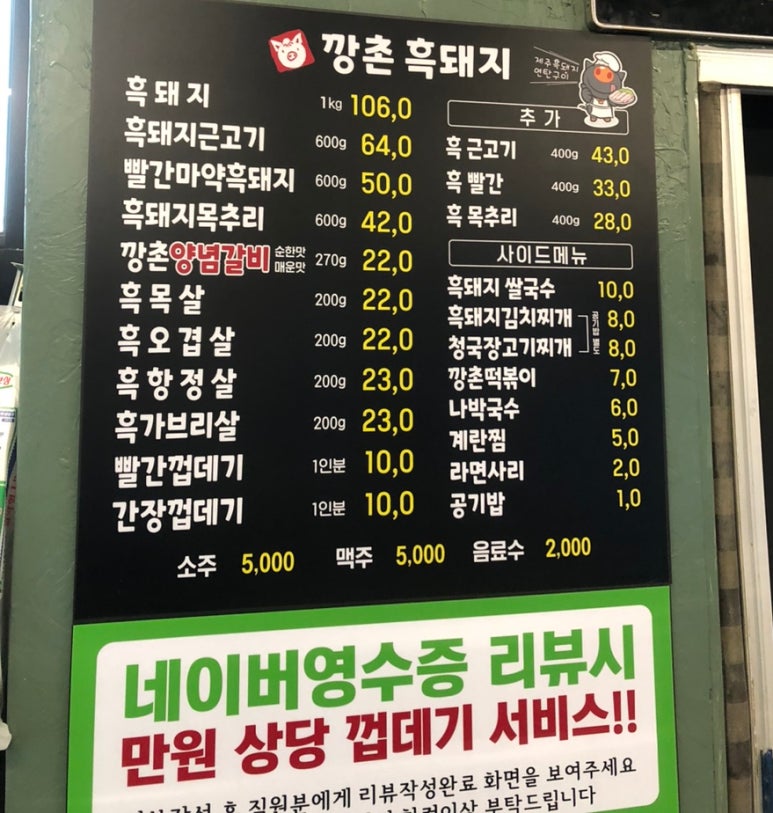 깡촌 흑돼지
제주흑돼지
연탄구이
흑돼지 1kg 106,0
흑돼지근고기 600g 64,0
빨간마약흑돼지 600g 50,0
흑돼지목추리 600g 42,0
깡촌양념갈비 순한맛 매운맛 270g 22,0
흑목살 200g 22,0
흑오겹살 200g 22,0
흑항정살 200g 23,0
흑가브리살 200g 23,0
빨간껍데기 1인분 10,0
간장껍데기 1인분 10,0
추가
흑 근고기 400g 43,0
흑 빨간 400g 33,0
흑 목추리 400g 28,0
사이드메뉴
흑돼지 쌀국수 10,0
흑돼지김치찌개 8,0
청국장고기찌개 8,0
공기밥 별도
깡촌떡볶이 7,0
나박국수 6,0
계란찜 5,0
라면사리 2,0
공기밥 1,0
소주 5,000 맥주 5,000 음료수 2,000
네이버영수증 리뷰시
만원 상당 껍데기 서비스!!
후 직원분에게 리뷰작성완료 화면을 보여주세요
부탁드립니다